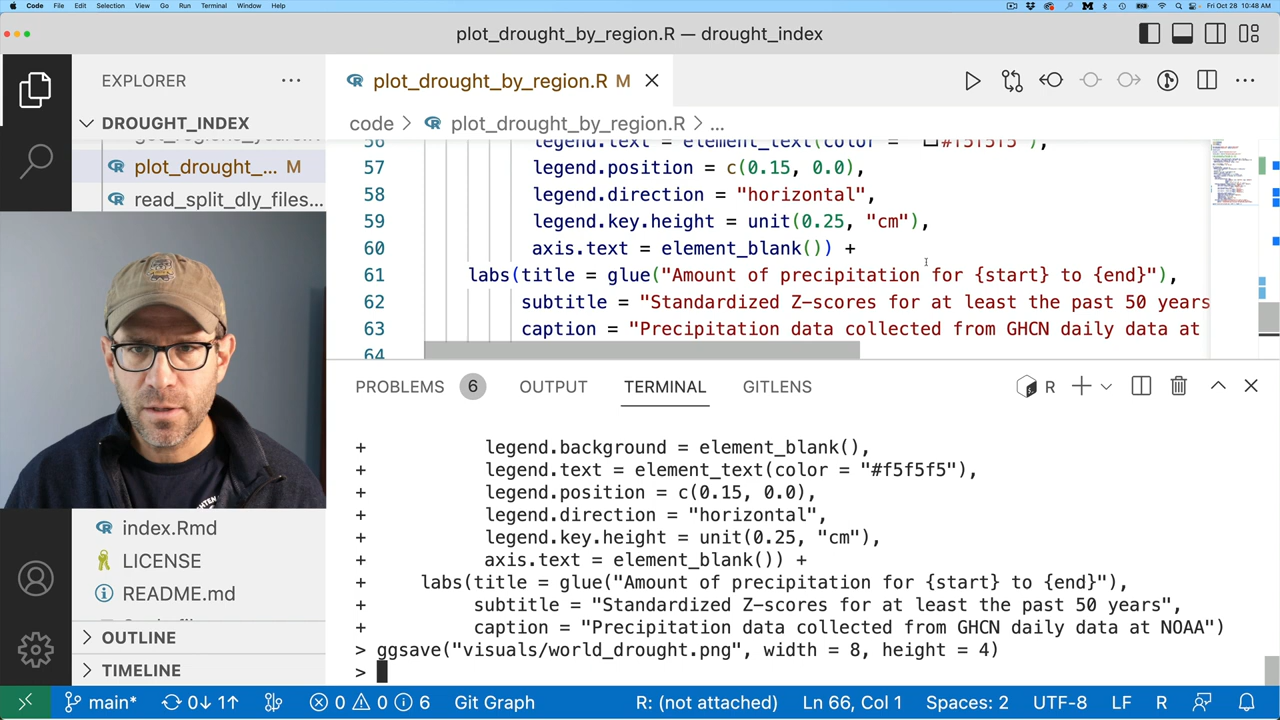 Code File Edit Selection View Go Run Terminal Window Help Fri Oct 28 10:48 AM
plot_drought_by_region.R — drought_index
EXPLORER
plot_drought_by_region.R M
DROUGHT_INDEX
code > plot_drought_by_region.R > ...
plot_drought_... M
read_split_dly_files...
56 legend.text = element_text(color = "#f5f5f5"),
57 legend.position = c(0.15, 0.0),
58 legend.direction = "horizontal",
59 legend.key.height = unit(0.25, "cm"),
60 axis.text = element_blank()) +
61 labs(title = glue("Amount of precipitation for {start} to {end}"),
62 subtitle = "Standardized Z-scores for at least the past 50 years
63 caption = "Precipitation data collected from GHCN daily data at
64
PROBLEMS 6 OUTPUT TERMINAL GITLENS R
+ legend.background = element_blank(),
+ legend.text = element_text(color = "#f5f5f5"),
+ legend.position = c(0.15, 0.0),
+ legend.direction = "horizontal",
+ legend.key.height = unit(0.25, "cm"),
+ axis.text = element_blank()) +
+ labs(title = glue("Amount of precipitation for {start} to {end}"),
+ subtitle = "Standardized Z-scores for at least the past 50 years",
+ caption = "Precipitation data collected from GHCN daily data at NOAA")
> ggsave("visuals/world_drought.png", width = 8, height = 4)
>
index.Rmd
LICENSE
README.md
OUTLINE
TIMELINE
main* 0↓ 1↑ 0 0 6 Git Graph R: (not attached) Ln 66, Col 1 Spaces: 2 UTF-8 LF R